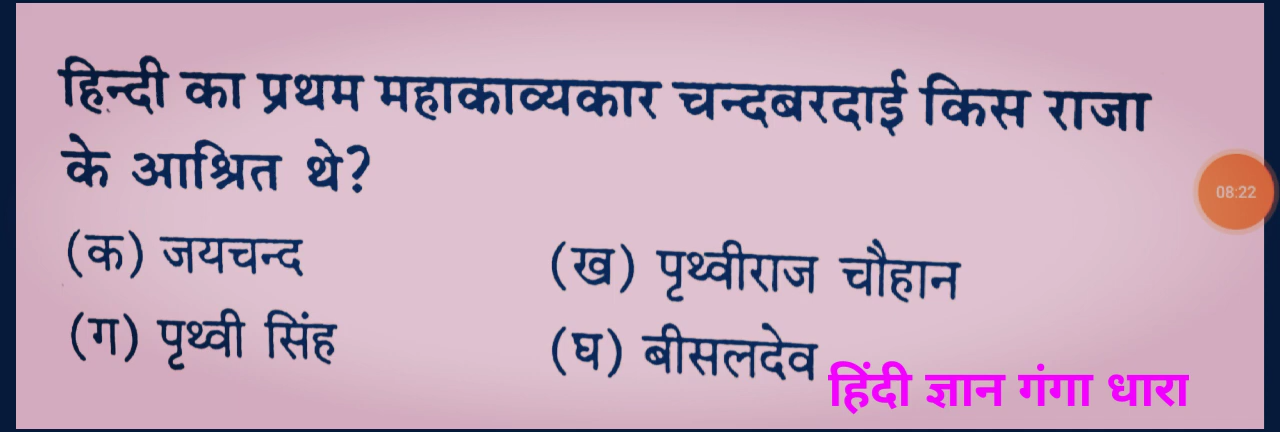 हिन्दी का प्रथम महाकाव्यकार चन्दबरदाई किस राजा
के आश्रित थे?
(क) जयचन्द (ख) पृथ्वीराज चौहान
(ग) पृथ्वी सिंह (घ) बीसलदेव
हिंदी ज्ञान गंगा धारा
08:22